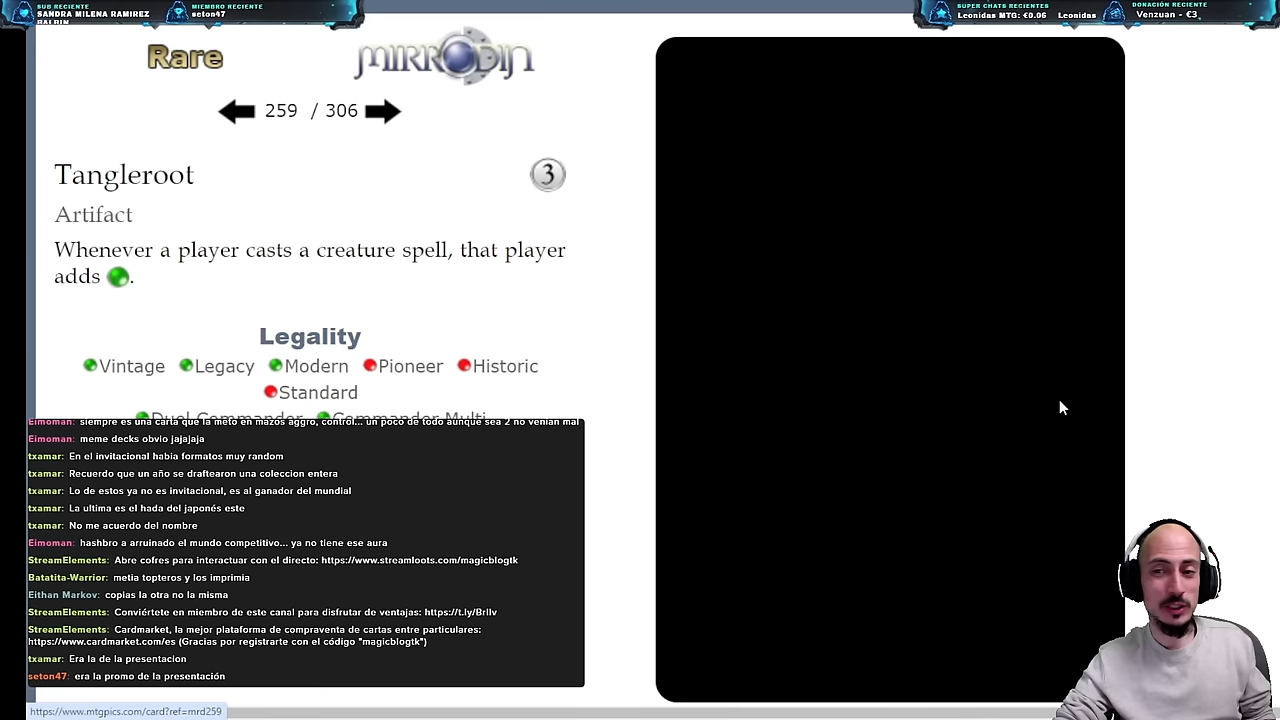 SUB RECIENTE
SANDRA MILENA RAMIREZ
MIEMBRO RECIENTE
seton47
SUPER CHATS RECIENTES
Leonidas MTG: €0.06 Leonidas
DONACIÓN RECIENTE
Venzuan - €3
Rare
MIRRODIN
259 / 306
Tangleroot
3
Artifact
Whenever a player casts a creature spell, that player
adds .
Legality
Vintage Legacy Modern Pioneer Historic
Standard
Duel Commander Commander Multi
Eimoman: siempre es una carta que la meto en mazos aggro, control... un poco de todo aunque sea 2 no venian mal
Eimoman: meme decks obvio jajajaja
txamar: En el invitacional habia formatos muy random
txamar: Recuerdo que un año se draftearon una coleccion entera
txamar: Lo de estos ya no es invitacional, es al ganador del mundial
txamar: La ultima es el hada del japonés este
txamar: No me acuerdo del nombre
Eimoman: hashbro a arruinado el mundo competitivo... ya no tiene ese aura
StreamElements: Abre cofres para interactuar con el directo: https://www.streamloots.com/magicblogtk
Batatita-Warrior: metia topteros y los imprimia
Eithan Markov: copias la otra no la misma
StreamElements: Conviértete en miembro de este canal para disfrutar de ventajas: https://t.ly/BrlIv
StreamElements: Cardmarket, la mejor plataforma de compraventa de cartas entre particulares:
https://www.cardmarket.com/es (Gracias por registrarte con el código "magicblogtk")
txamar: Era la de la presentacion
seton47: era la promo de la presentación
https://www.mtgpics.com/card?ref=mrd259